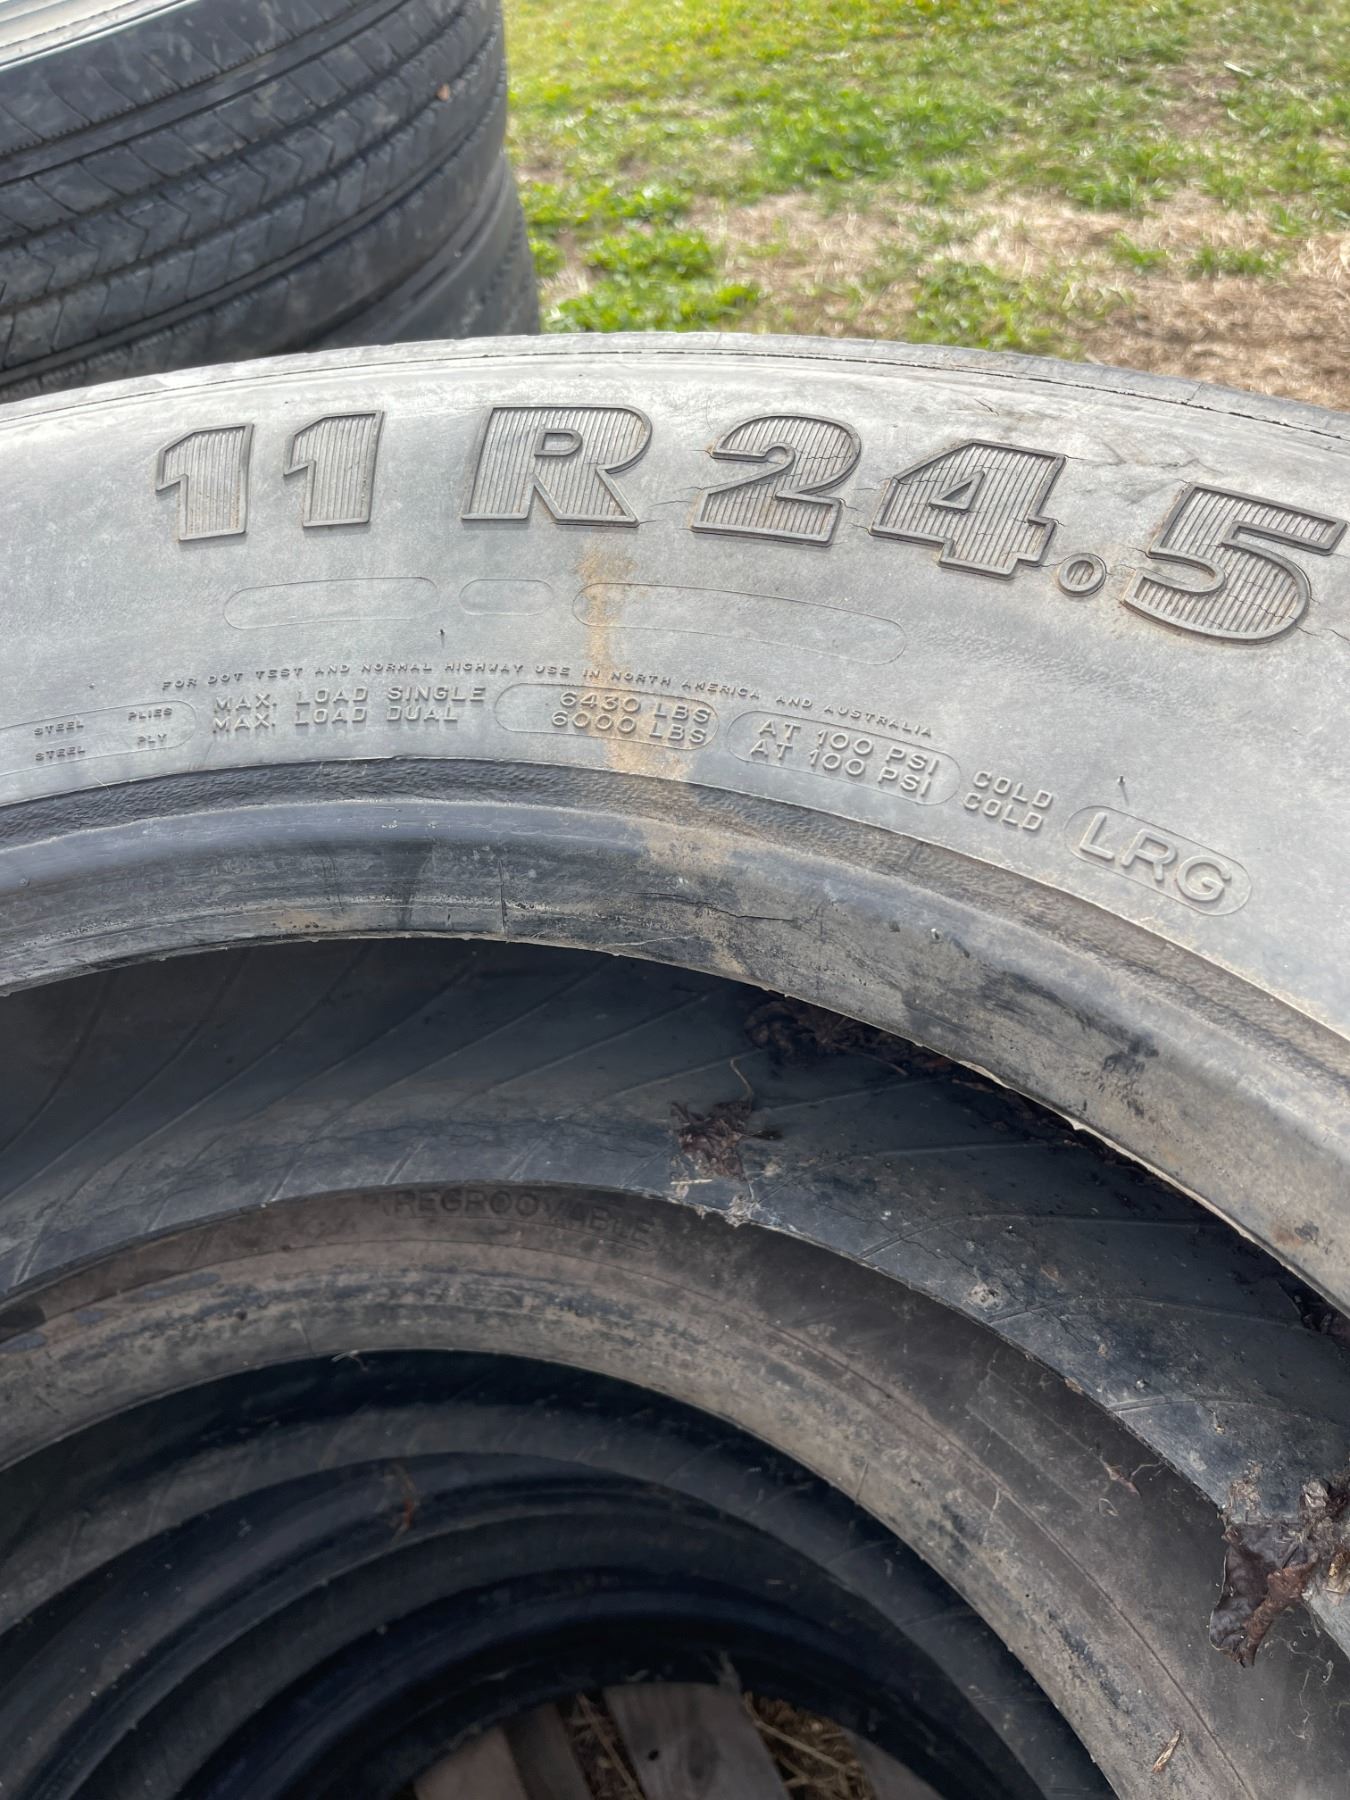 11 R 24.5
FOR DOT TEST AND NORMAL HIGHWAY USE IN NORTH AMERICA AND AUSTRALIA
STEEL PLIES MAX. LOAD SINGLE 6430 LBS AT 100 PSI COLD
STEEL PLY MAX. LOAD DUAL 6000 LBS AT 100 PSI COLD
LRG
REGROOVABLE